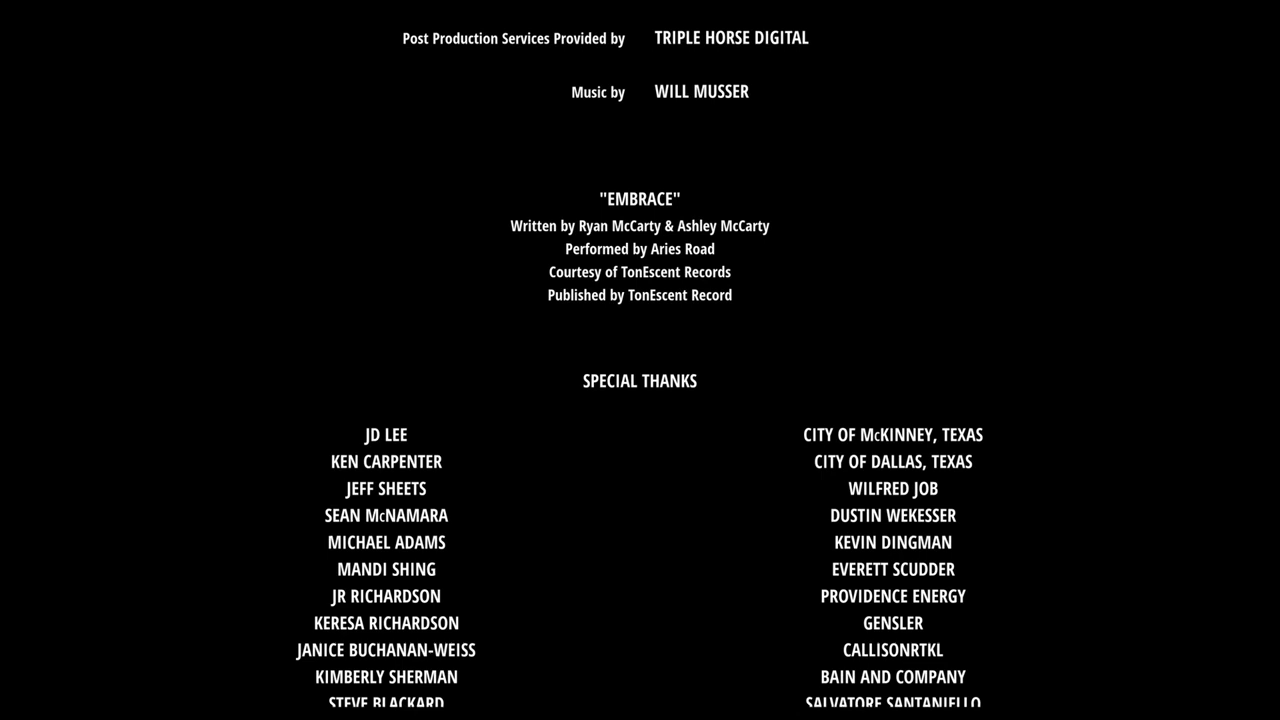 Post Production Services Provided by TRIPLE HORSE DIGITAL
Music by WILL MUSSER
"EMBRACE"
Written by Ryan McCarty & Ashley McCarty
Performed by Aries Road
Courtesy of TonEscent Records
Published by TonEscent Record
SPECIAL THANKS
JD LEE
KEN CARPENTER
JEFF SHEETS
SEAN McNAMARA
MICHAEL ADAMS
MANDI SHING
JR RICHARDSON
KERESA RICHARDSON
JANICE BUCHANAN-WEISS
KIMBERLY SHERMAN
STEVE BLACKARD
CITY OF McKINNEY, TEXAS
CITY OF DALLAS, TEXAS
WILFRED JOB
DUSTIN WEKESSER
KEVIN DINGMAN
EVERETT SCUDDER
PROVIDENCE ENERGY
GENSLER
CALLISONRTKL
BAIN AND COMPANY
SALVATORE SANTANIELLO